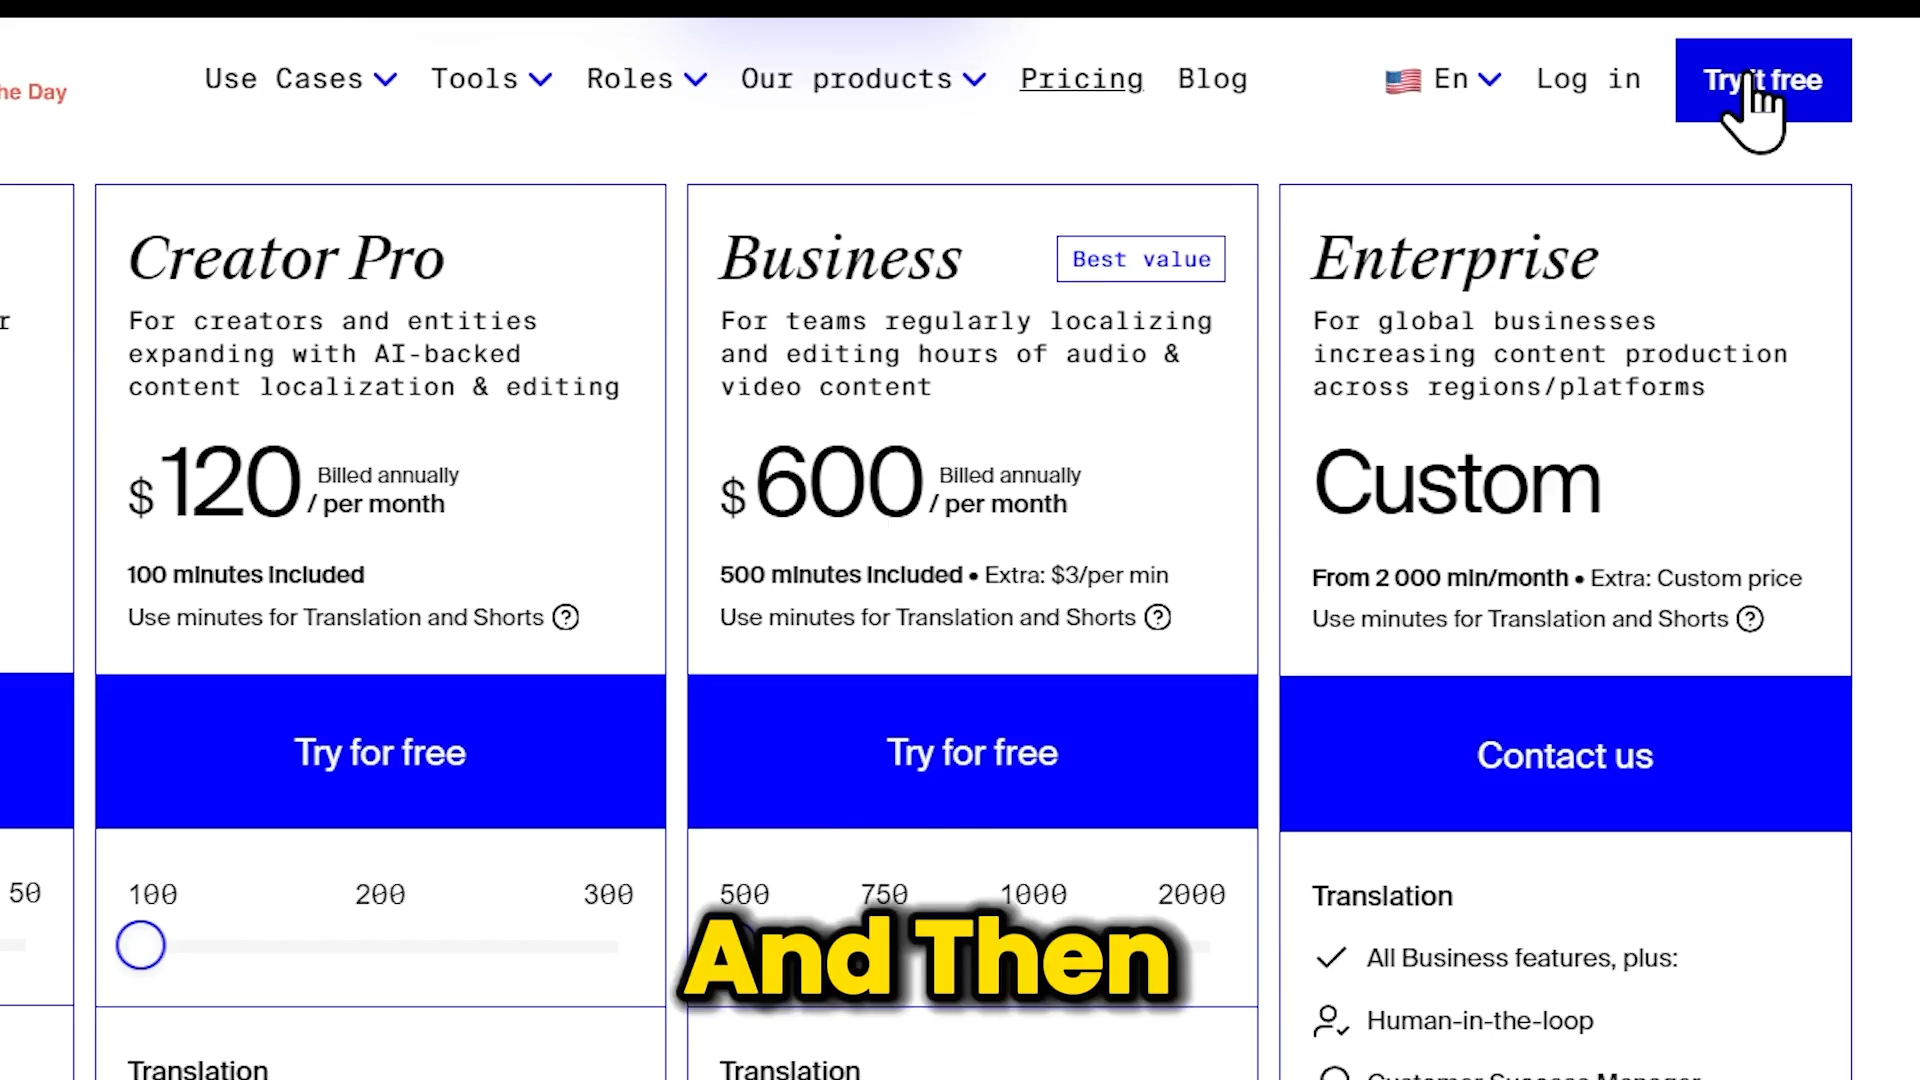 he Day
Use Cases Tools Roles Our products Pricing Blog En Log in Try it free
r
50
Creator Pro
For creators and entities
expanding with AI-backed
content localization & editing
$120 Billed annually
/ per month
100 minutes included
Use minutes for Translation and Shorts ?
Try for free
100 200 300
Translation
Business Best value
For teams regularly localizing
and editing hours of audio &
video content
$600 Billed annually
/ per month
500 minutes included • Extra: $3/per min
Use minutes for Translation and Shorts ?
Try for free
500 750 1000 2000
And Then
Translation
Enterprise
For global businesses
increasing content production
across regions/platforms
Custom
From 2 000 min/month • Extra: Custom price
Use minutes for Translation and Shorts ?
Contact us
Translation
All Business features, plus:
Human-in-the-loop
Customer Success Manager